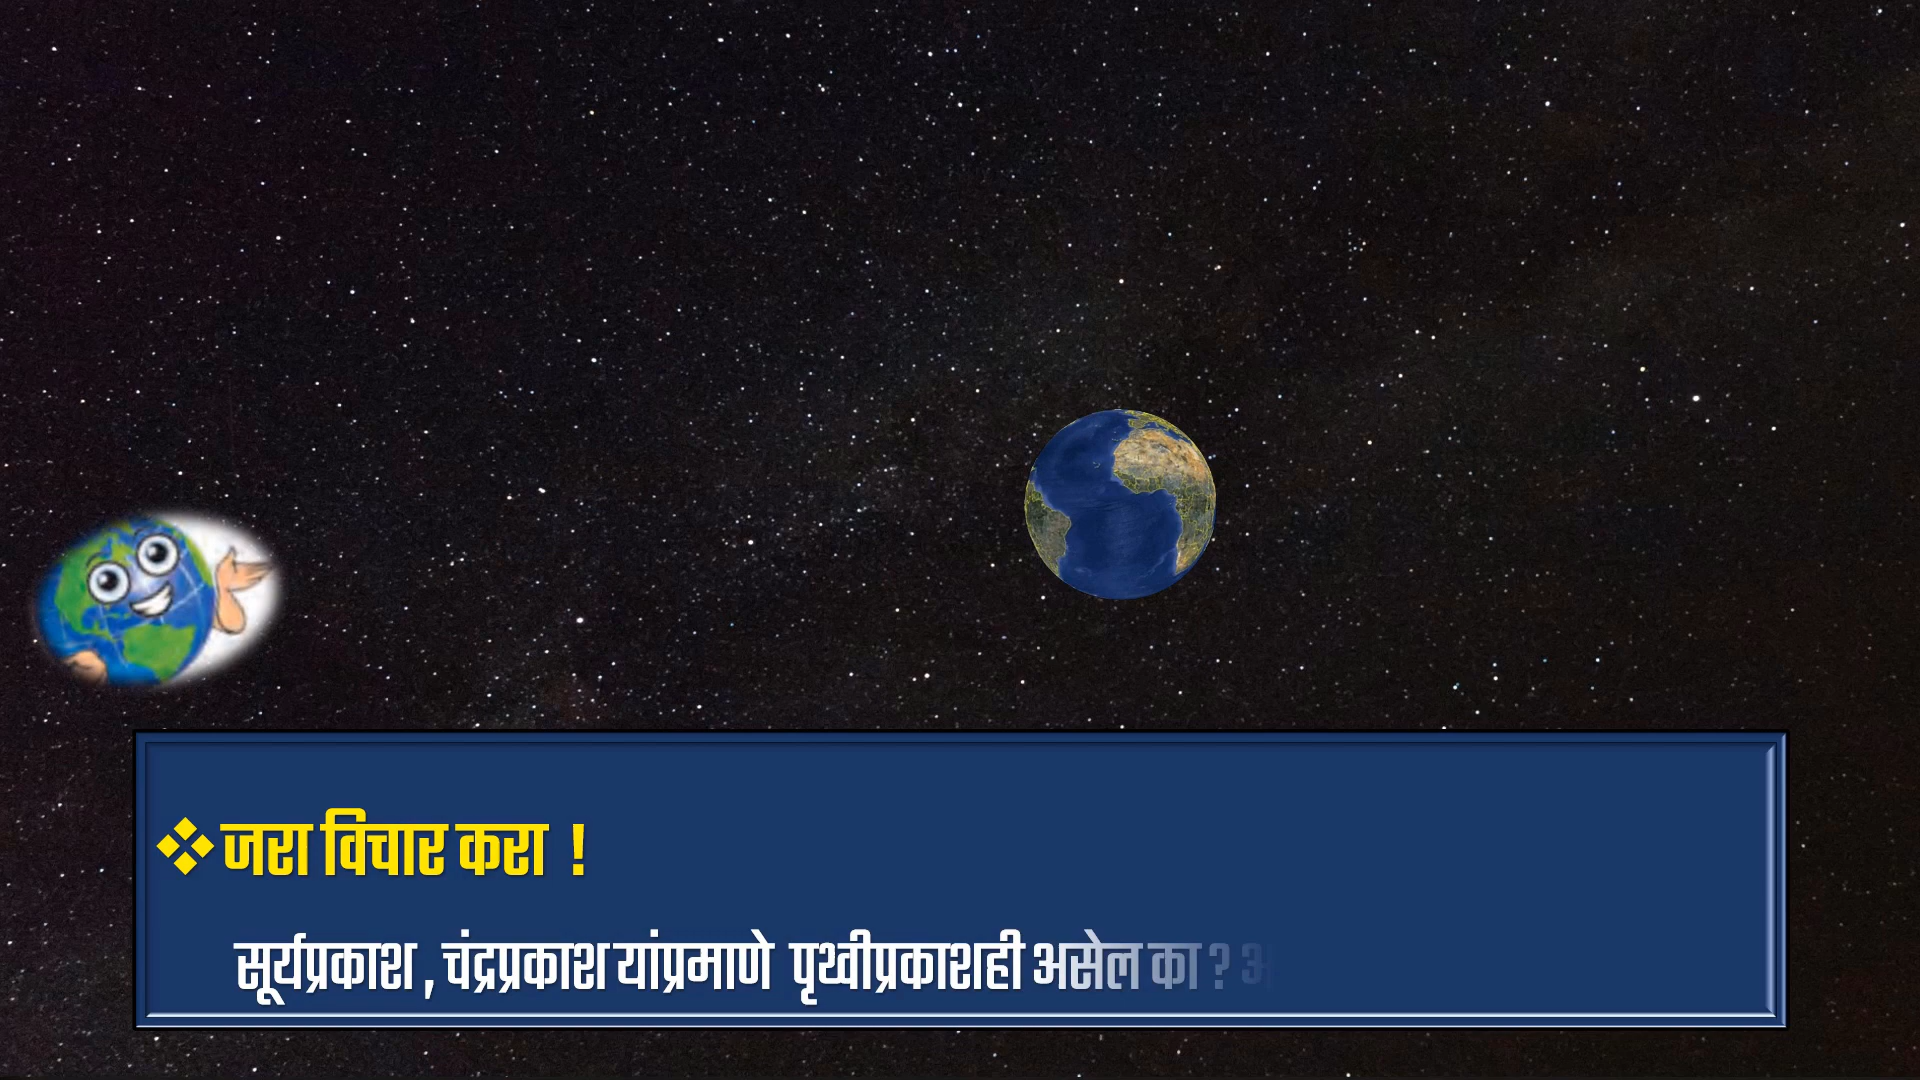 जरा विचार करा !
सूर्यप्रकाश , चंद्रप्रकाश यांप्रमाणे पृथ्वीप्रकाशही असेल का ?